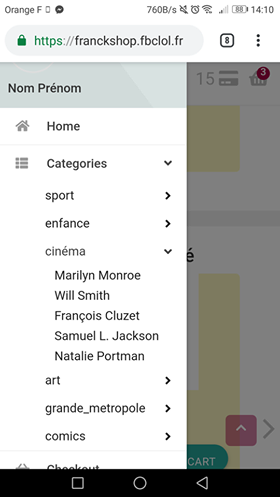 Orange F 760B/s 14:10
https://franckshop.fbclol.fr 8
Nom Prénom
15 3
Home
Categories
sport
enfance
cinéma
é
Marilyn Monroe
Will Smith
François Cluzet
Samuel L. Jackson
Natalie Portman
art
grande_metropole
comics
CART
Checkout